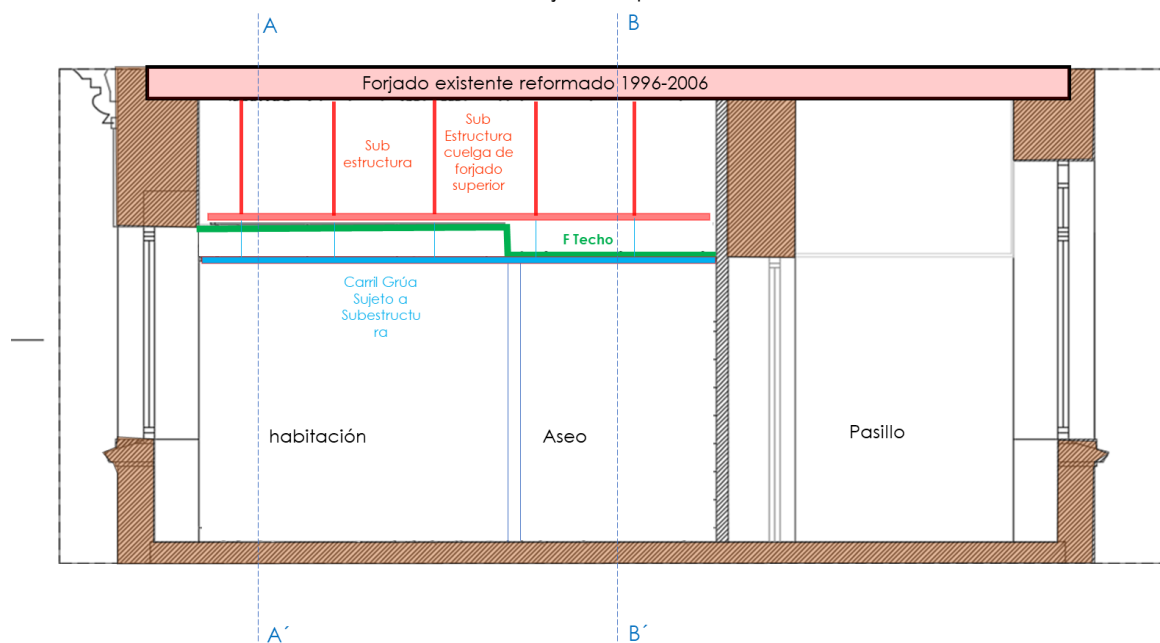 A
B
Forjado existente reformado 1996-2006
Sub
estructura
Sub
Estructura
cuelga de
forjado
superior
F Techo
Carril Grúa
Sujeto a
Subestructu
ra
habitación
Aseo
Pasillo
A´
B´